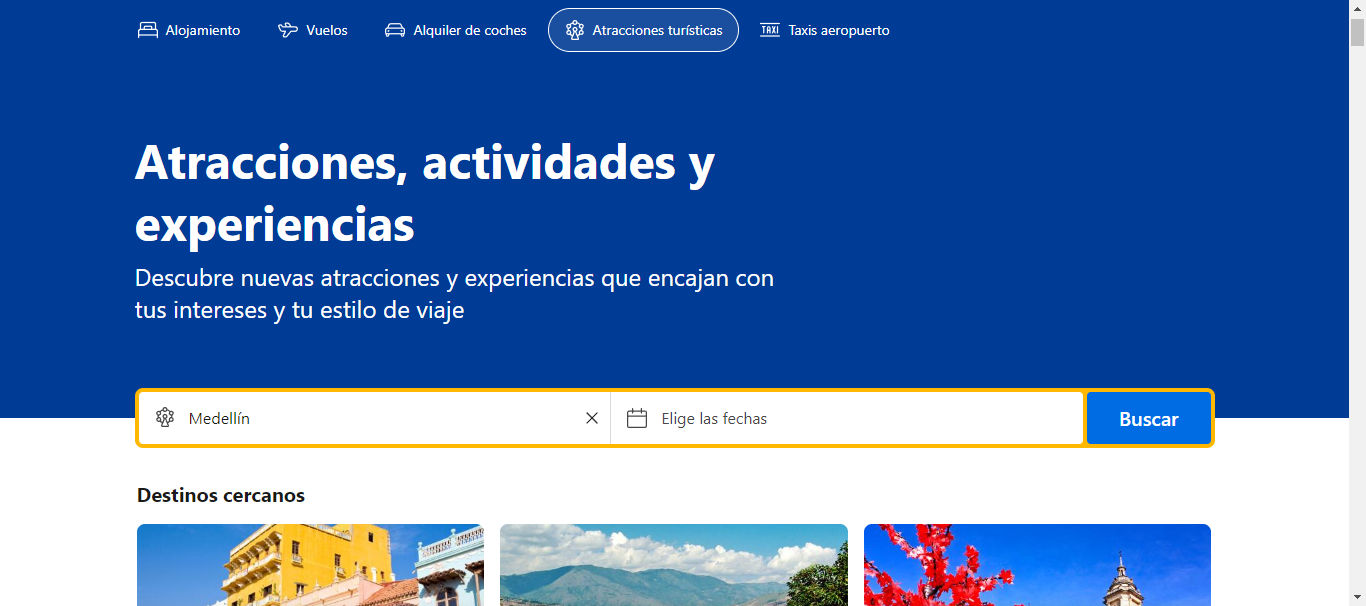 Alojamiento
Vuelos
Alquiler de coches
Atracciones turísticas
TAXI Taxis aeropuerto
Atracciones, actividades y
experiencias
Descubre nuevas atracciones y experiencias que encajan con
tus intereses y tu estilo de viaje
Medellín
Elige las fechas
Buscar
Destinos cercanos